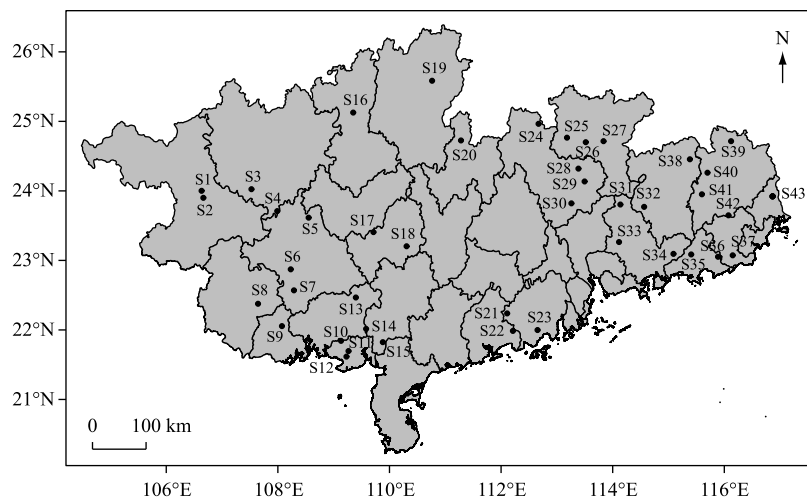 26°N
N
S19
S16
25°N
S24
S25
S27
S26
S20
S38
S39
S28
S40
S1
S3
S29
24°N
S41
S43
S2
S30
S31
S32
S42
S4
S5
S17
S18
S33
23°N
S34
S36
S37
S35
S6
S8
S7
S13
S21
22°N
S9
S10
S14
S22
S23
S11
S15
S12
21°N
0
100 km
106°E
108°E
110°E
112°E
114°E
116°E